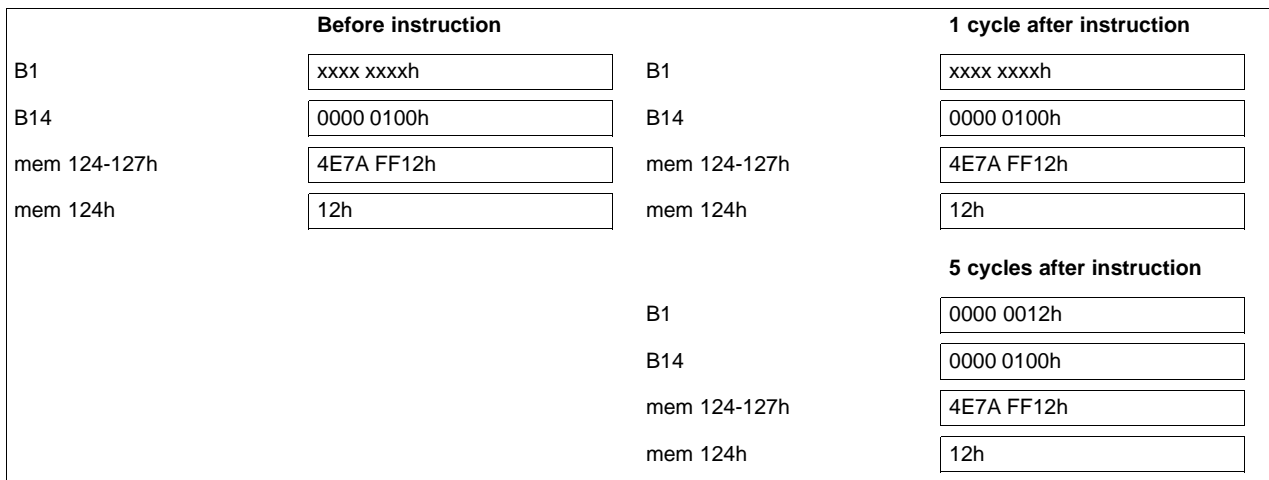 Before instruction 1 cycle after instruction
B1 xxxx xxxxh B1 xxxx xxxxh
B14 0000 0100h B14 0000 0100h
mem 124-127h 4E7A FF12h mem 124-127h 4E7A FF12h
mem 124h 12h mem 124h 12h
5 cycles after instruction
B1 0000 0012h
B14 0000 0100h
mem 124-127h 4E7A FF12h
mem 124h 12h